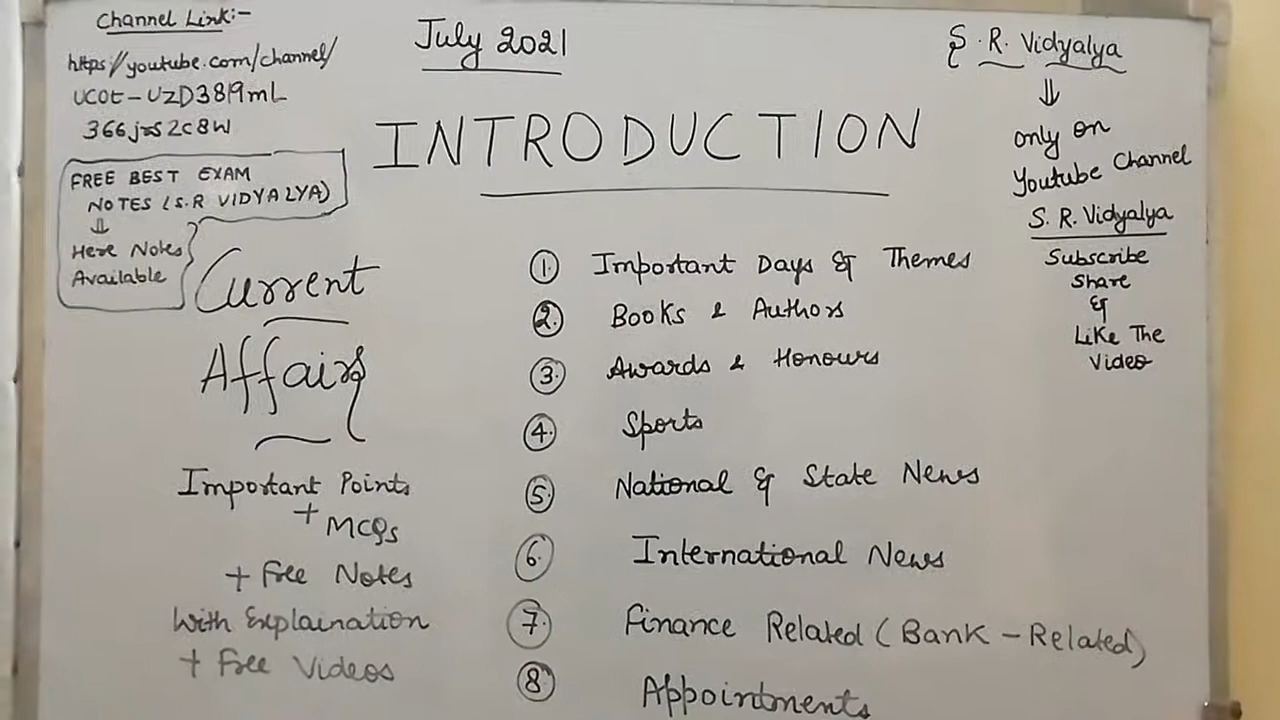 Channel Link:-
https//youtube.com/channel/
UCOt-UZD3819mL
366jzs2c8W
FREE BEST EXAM
NOTES (S.R VIDYALYA)
⇓
Here Notes
Available
July 2021
INTRODUCTION
S. R. Vidyalya
⇓
only on
Youtube Channel
S. R. Vidyalya
Subscribe
Share
&
Like The
Video
Current
Affairs
Important Points
+ MCQs
+ Free Notes
With Explaination
+ Free Videos
1. Important Days & Themes
2. Books & Authors
3. Awards & Honours
4. Sports
5. National & State News
6. International News
7. Finance Related (Bank - Related)
8. Appointments